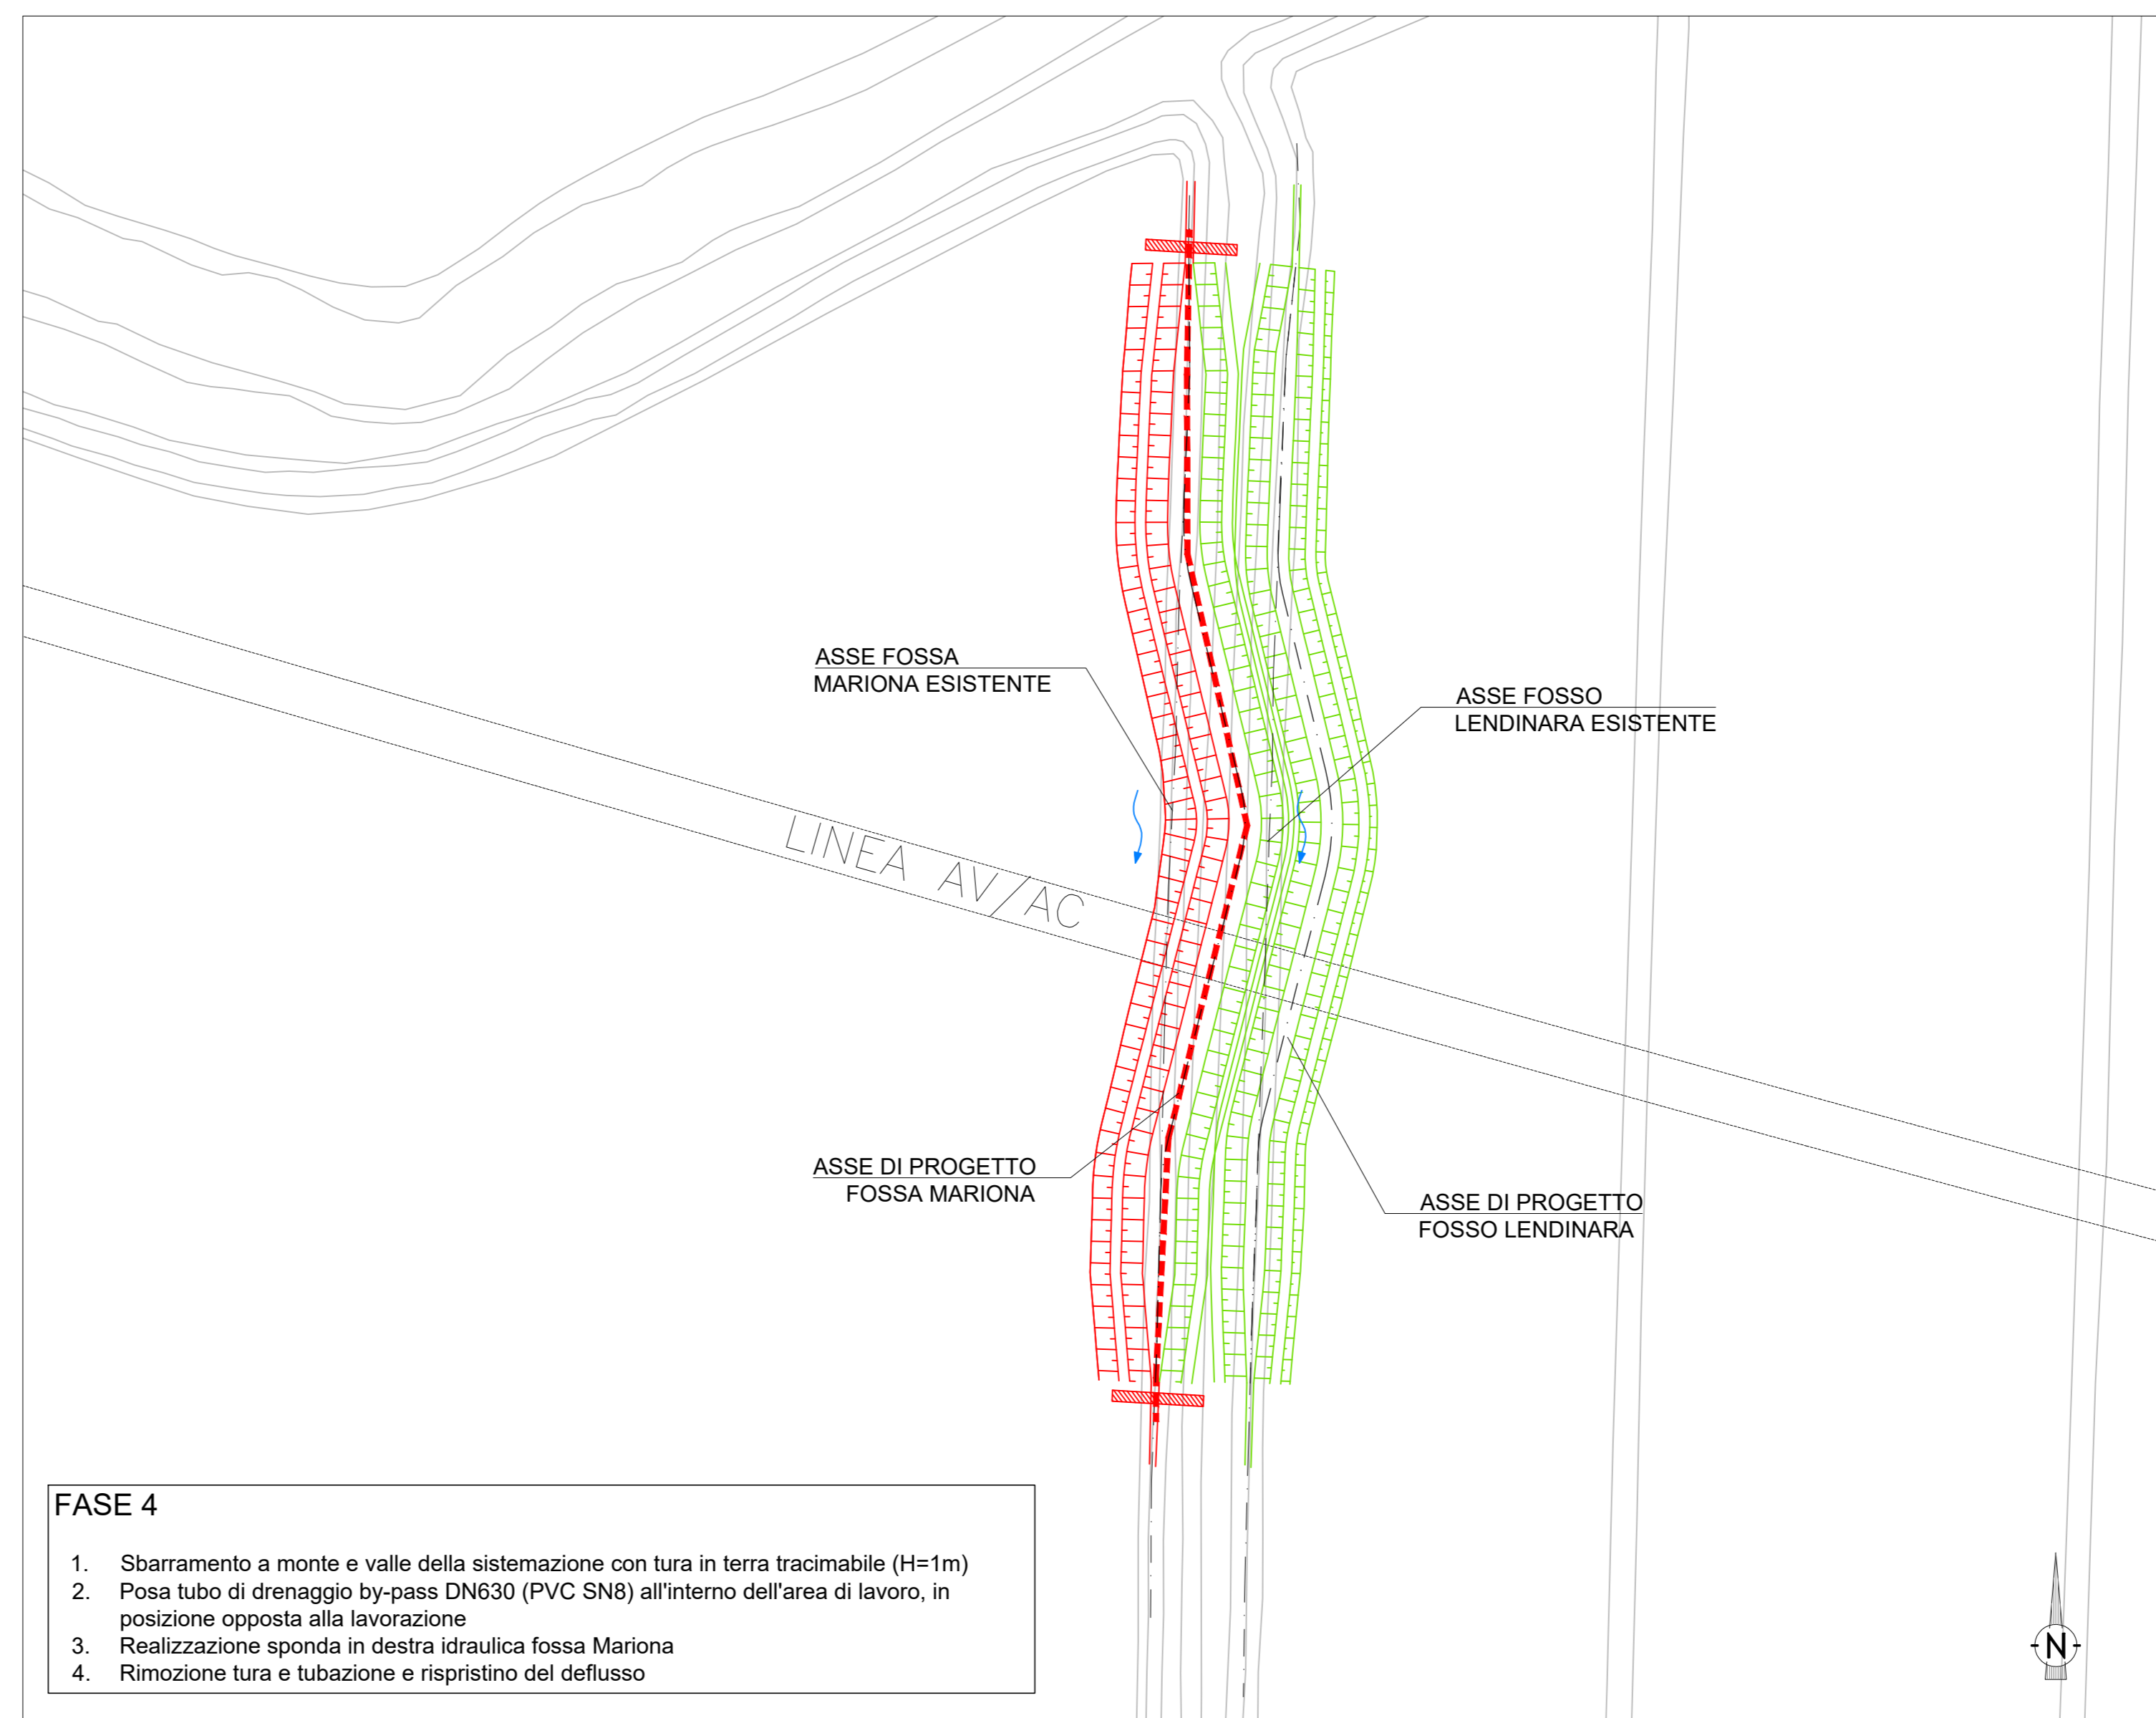 ASSE FOSSA
MARIONA ESISTENTE
ASSE FOSSO
LENDINARA ESISTENTE
LINEA AV/AC
ASSE DI PROGETTO
FOSSA MARIONA
ASSE DI PROGETTO
FOSSO LENDINARA
FASE 4
1. Sbarramento a monte e valle della sistemazione con tura in terra tracimabile (H=1m)
2. Posa tubo di drenaggio by-pass DN630 (PVC SN8) all'interno dell'area di lavoro, in
posizione opposta alla lavorazione
3. Realizzazione sponda in destra idraulica fossa Mariona
4. Rimozione tura e tubazione e rispristino del deflusso
N